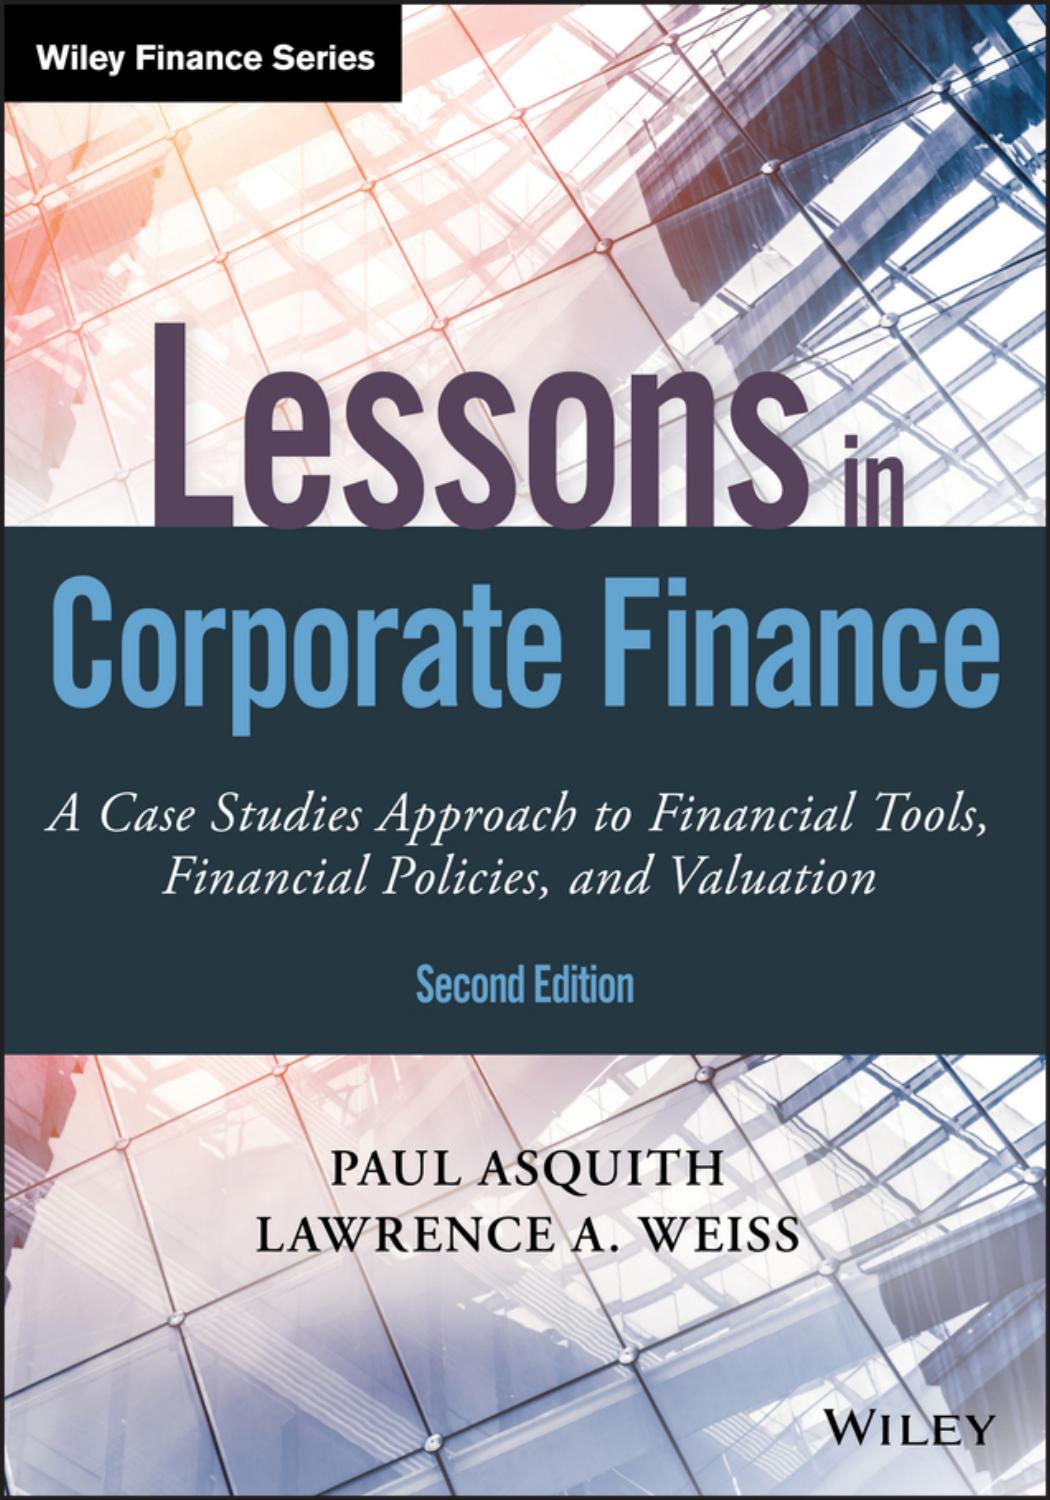 Wiley Finance Series
Lessons in
Corporate Finance
A Case Studies Approach to Financial Tools,
Financial Policies, and Valuation
Second Edition
PAUL ASQUITH
LAWRENCE A. WEISS
WILEY